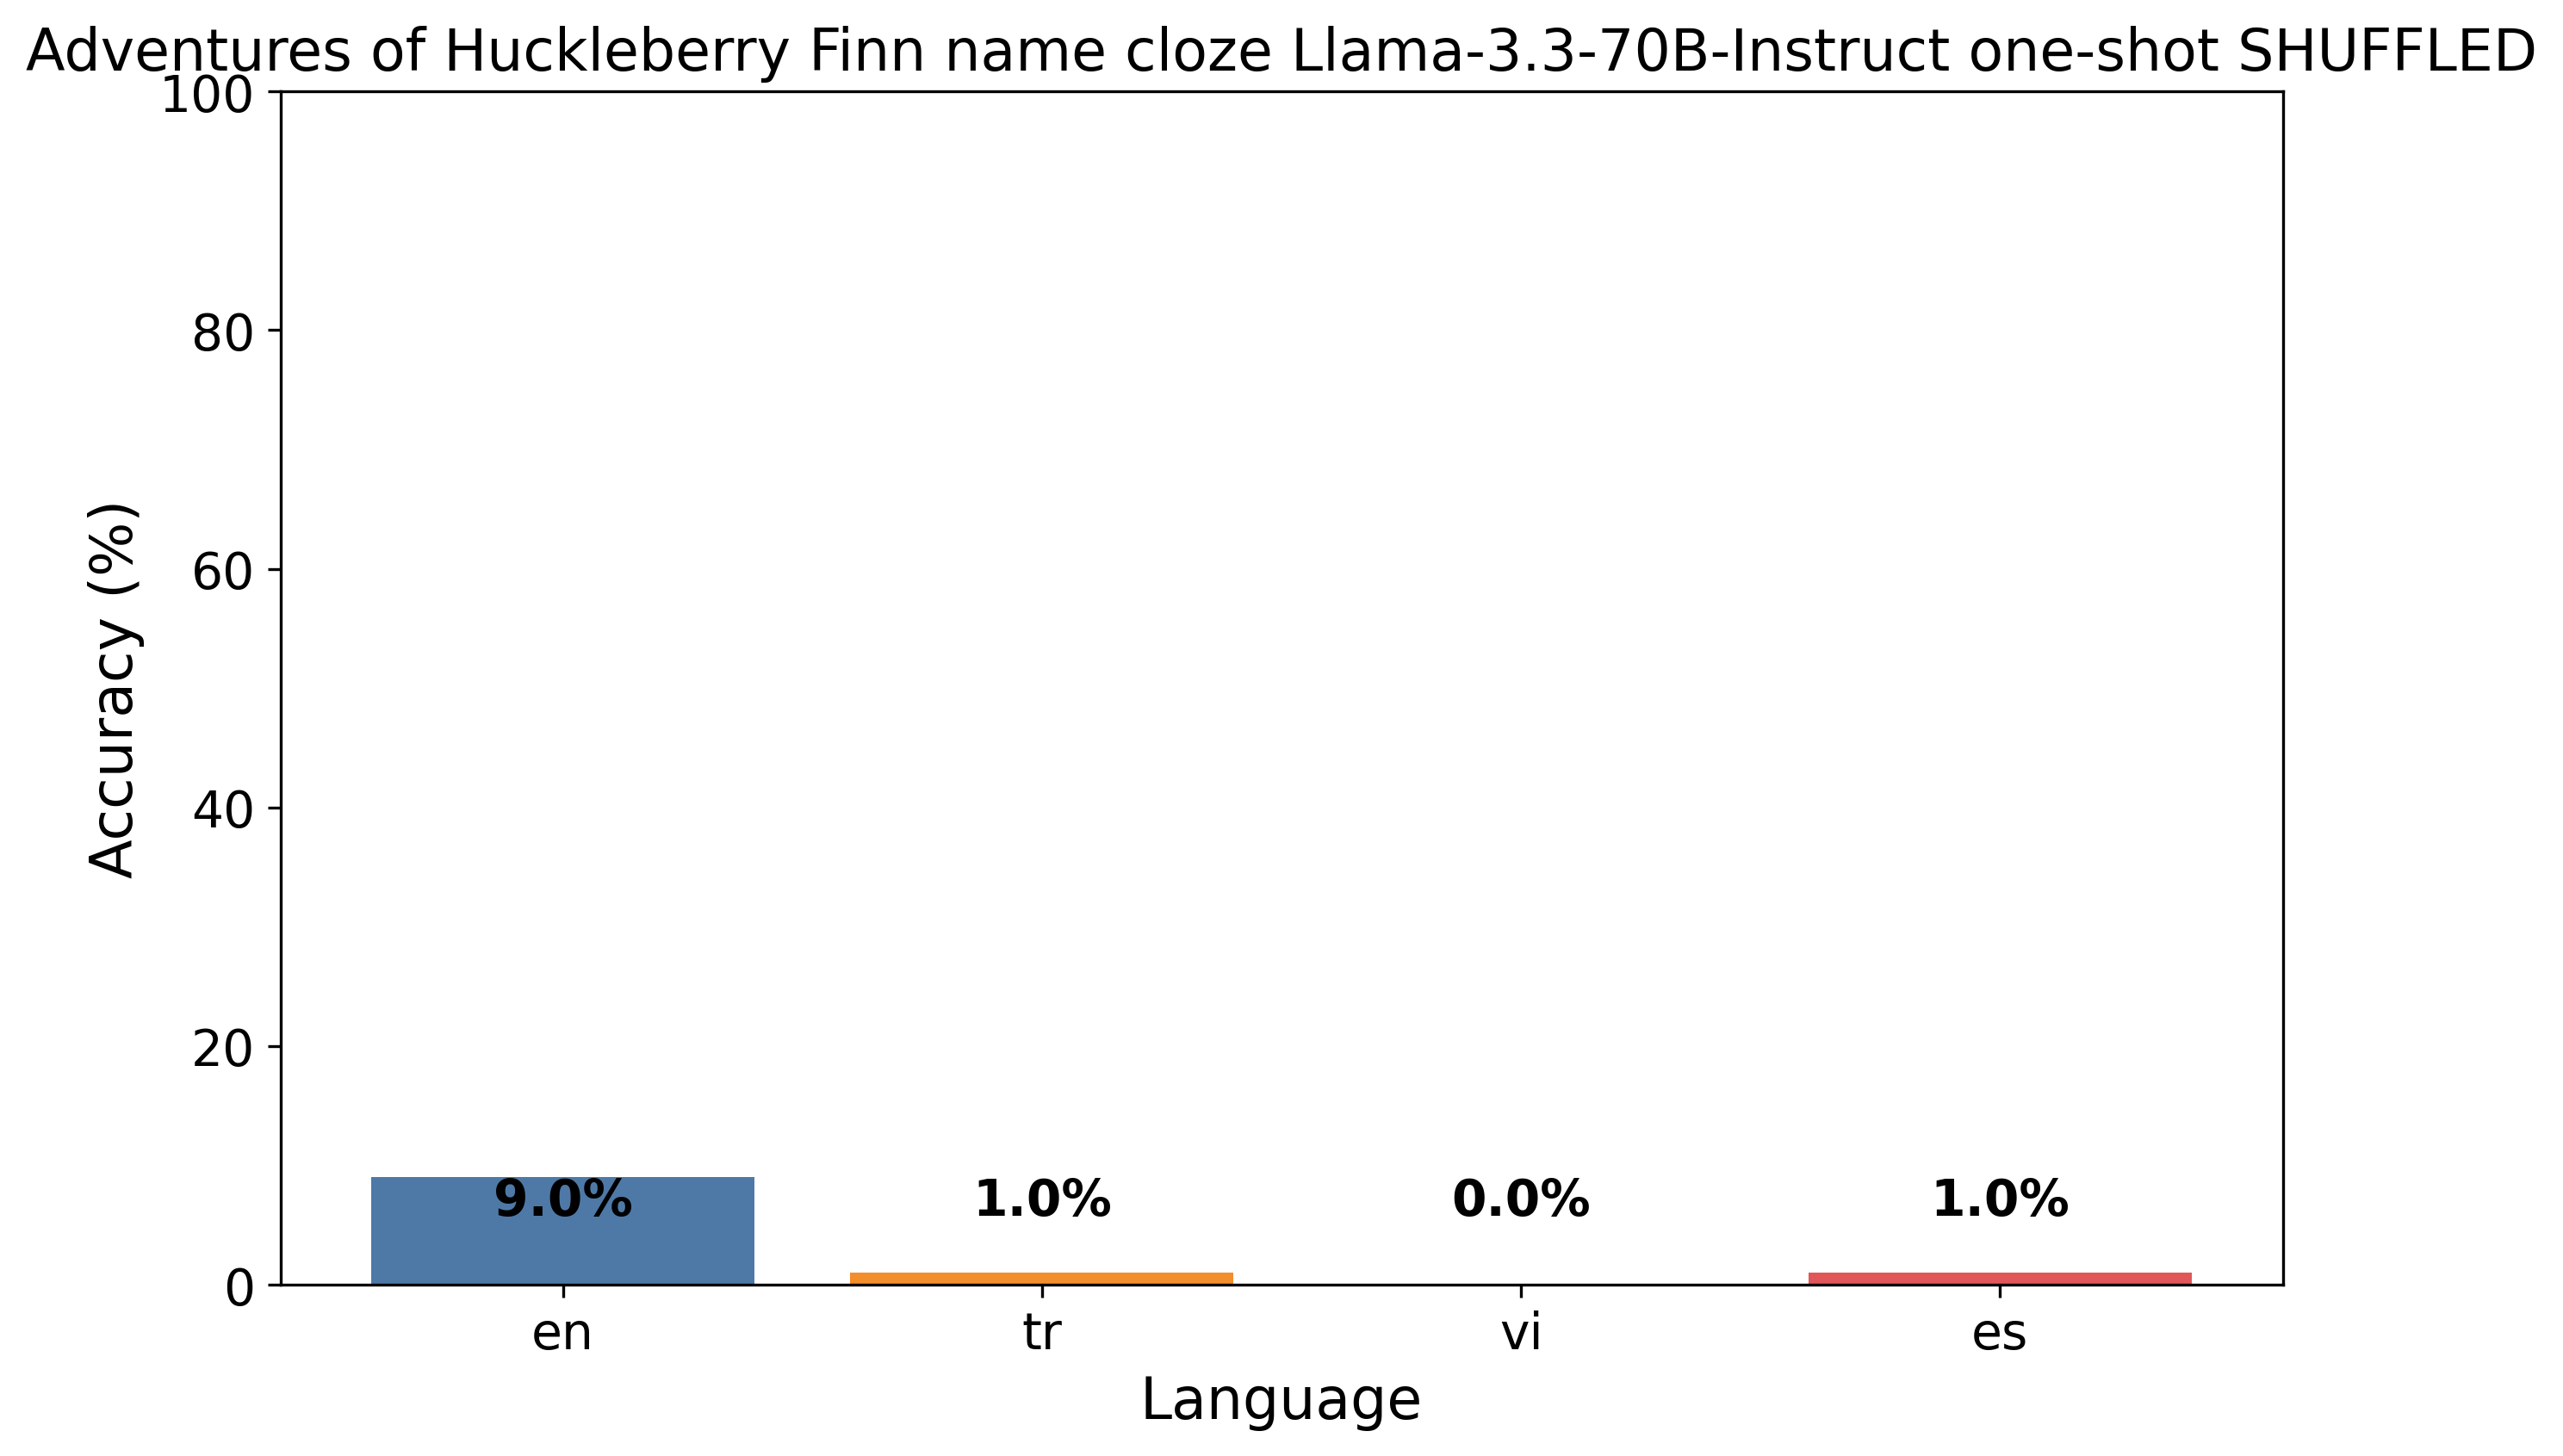 Adventures of Huckleberry Finn name cloze Llama-3.3-70B-Instruct one-shot SHUFFLED
100
80
60
40
20
0
Accuracy (%)
9.0%
1.0%
0.0%
1.0%
en
tr
vi
es
Language